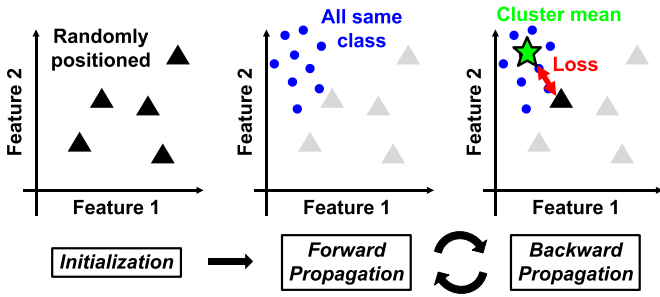 Randomly
positioned
Feature 2
Feature 1
All same
class
Feature 2
Feature 1
Cluster mean
Loss
Feature 2
Feature 1
Initialization
Forward
Propagation
Backward
Propagation